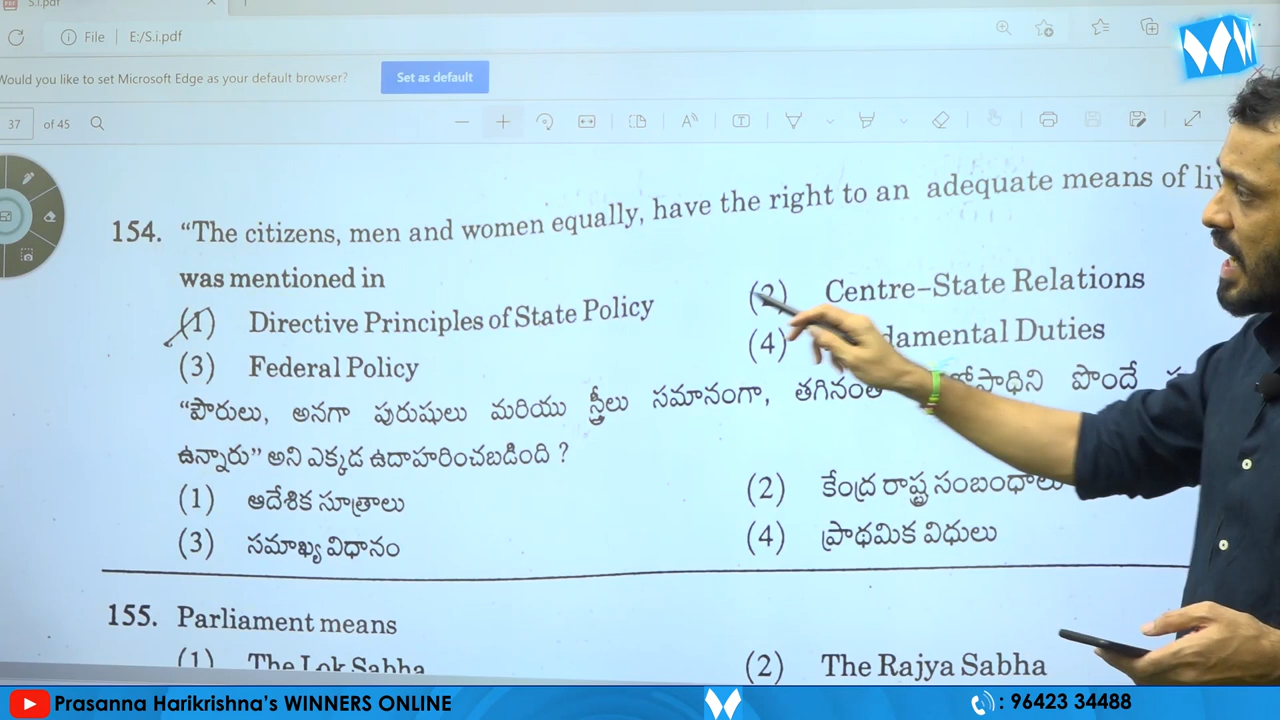 S.i.pdf
File | E:/S.i.pdf
Would you like to set Microsoft Edge as your default browser? Set as default
37 of 45
154. “The citizens, men and women equally, have the right to an adequate means of
was mentioned in
(1) Directive Principles of State Policy
(2) Centre–State Relations
(3) Federal Policy
(4) Duties
“పౌరులు, అనగా పురుషులు మరియు స్త్రీలు సమానంగా, పొందే
ఉన్నారు” అని ఎక్కడ ఉదాహరించబడింది ?
(1) ఆదేశిక సూత్రాలు
(2) కేంద్ర రాష్ట్ర సంబంధాలు
(3) సమాఖ్య విధానం
(4) ప్రాథమిక విధులు
155. Parliament means
(1) The Lok Sabha
(2) The Rajya Sabha
Prasanna Harikrishna's WINNERS ONLINE
: 96423 34488